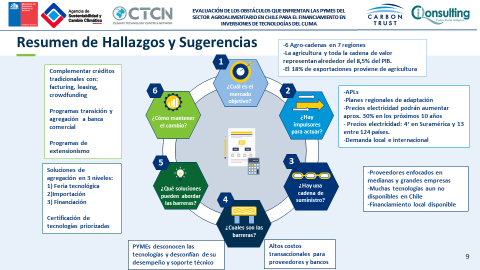 Agencia de
Sustentabilidad
y Cambio
Climático
CTCN
CLIMATE TECHNOLOGY CENTRE & NETWORK
EVALUACIÓN DE LOS OBSTÁCULOS QUE ENFRENTAN LAS PYMES DEL
SECTOR AGROALIMENTARIO EN CHILE PARA EL FINANCIAMIENTO EN
INVERSIONES DE TECNOLOGÍAS DEL CLIMA
CARBON
TRUST
iConsulting
Resumen de Hallazgos y Sugerencias
-6 Agro-cadenas en 7 regiones
-La agricultura y toda la cadena de valor
representan alrededor del 8,5% del PIB.
-El 18% de exportaciones proviene de agricultura
1
¿Cuál es el
mercado
objetivo?
2
¿Hay
impulsores
para actuar?
-APLs
-Planes regionales de adaptación
-Precios electricidad podrán aumentar
aprox. 50% en los próximos 10 años
- Precios electricidad: 4° en Suramérica y 13
entre 124 países.
-Demanda local e internacional
3
¿Hay una
cadena de
suministro?
-Proveedores enfocados en
medianas y grandes empresas
-Muchas tecnologías aun no
disponibles en Chile
-Financiamiento local disponible
4
¿Cuales son las
barreras?
PYMEs desconocen las
tecnologías y desconfían de su
desempeño y soporte técnico
Altos costos
transaccionales para
proveedores y bancos
5
¿Qué soluciones
pueden abordar
las barreras?
Soluciones de
agregación en 3 niveles:
1) Feria tecnológica
2)Importación
3) Financiación
Certificación de
tecnologías priorizadas
6
¿Cómo mantener
el cambio?
Complementar créditos
tradicionales con:
factoring, leasing,
crowdfunding
Programas transición y
agregación a banca
comercial
Programas de
extensionismo
9